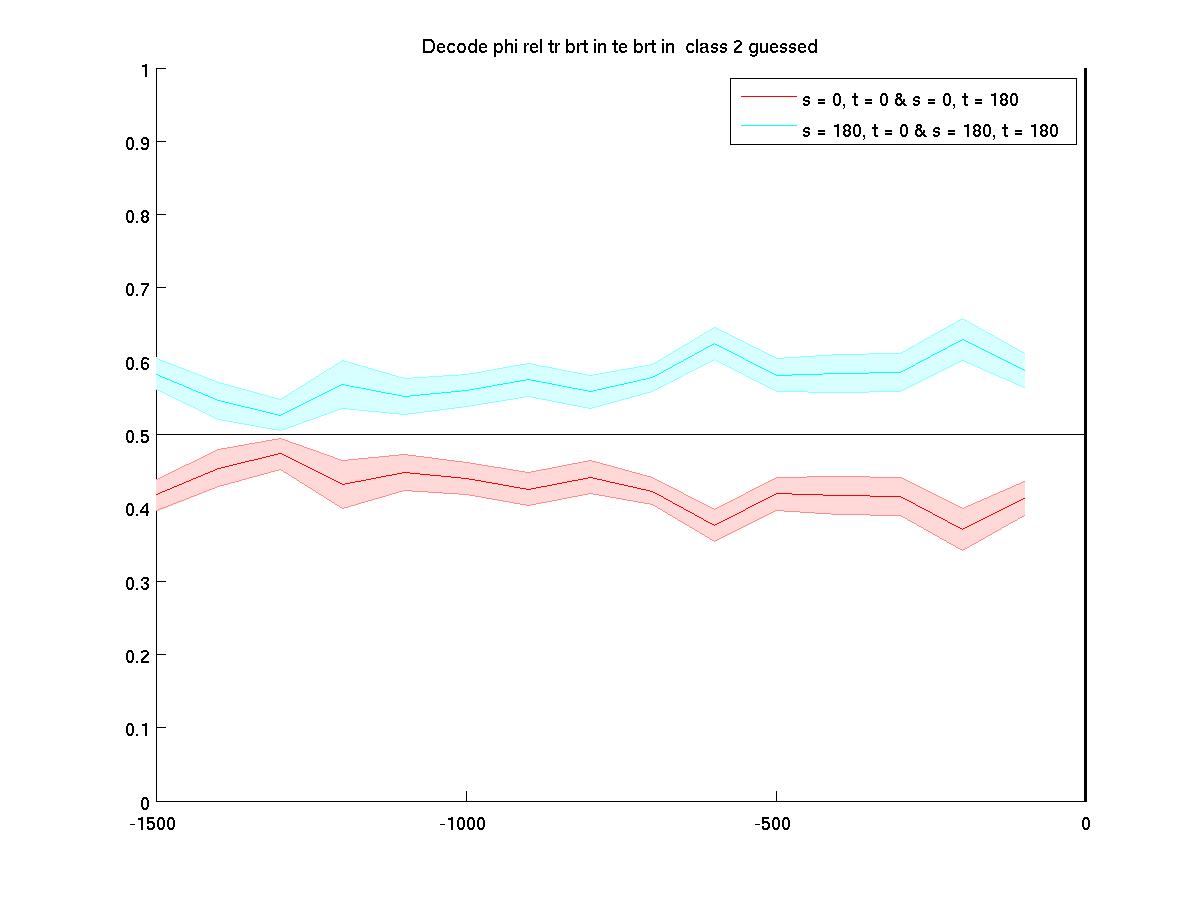 Decode phi rel tr brt in te brt in  class 2 guessed
s = 0, t = 0 & s = 0, t = 180
s = 180, t = 0 & s = 180, t = 180
1
0.9
0.8
0.7
0.6
0.5
0.4
0.3
0.2
0.1
0
-1500 -1000 -500 0